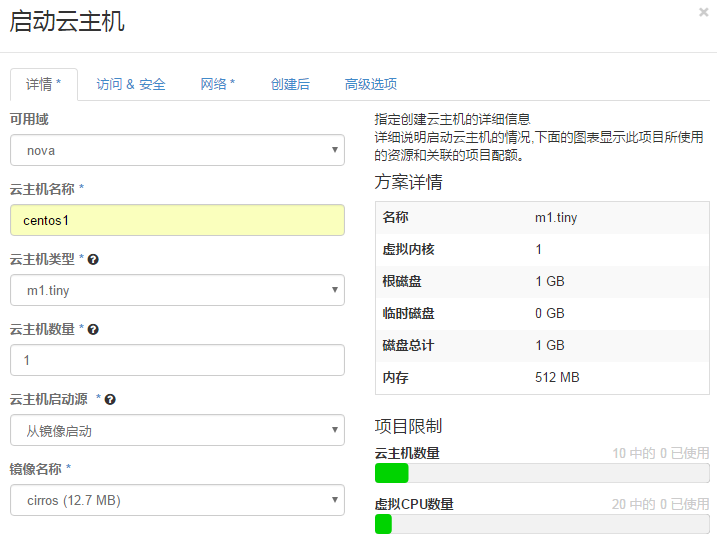 启动云主机
×
详情 * 访问 & 安全 网络 * 创建后 高级选项
可用域
nova
云主机名称 *
centos1
云主机类型 *
m1.tiny
云主机数量 *
1
云主机启动源 *
从镜像启动
镜像名称 *
cirros (12.7 MB)
指定创建云主机的详细信息
详细说明启动云主机的情况,下面的图表显示此项目所使用
的资源和关联的项目配额。
方案详情
名称 m1.tiny
虚拟内核 1
根磁盘 1 GB
临时磁盘 0 GB
磁盘总计 1 GB
内存 512 MB
项目限制
云主机数量 10 中的 0 已使用
虚拟CPU数量 20 中的 0 已使用